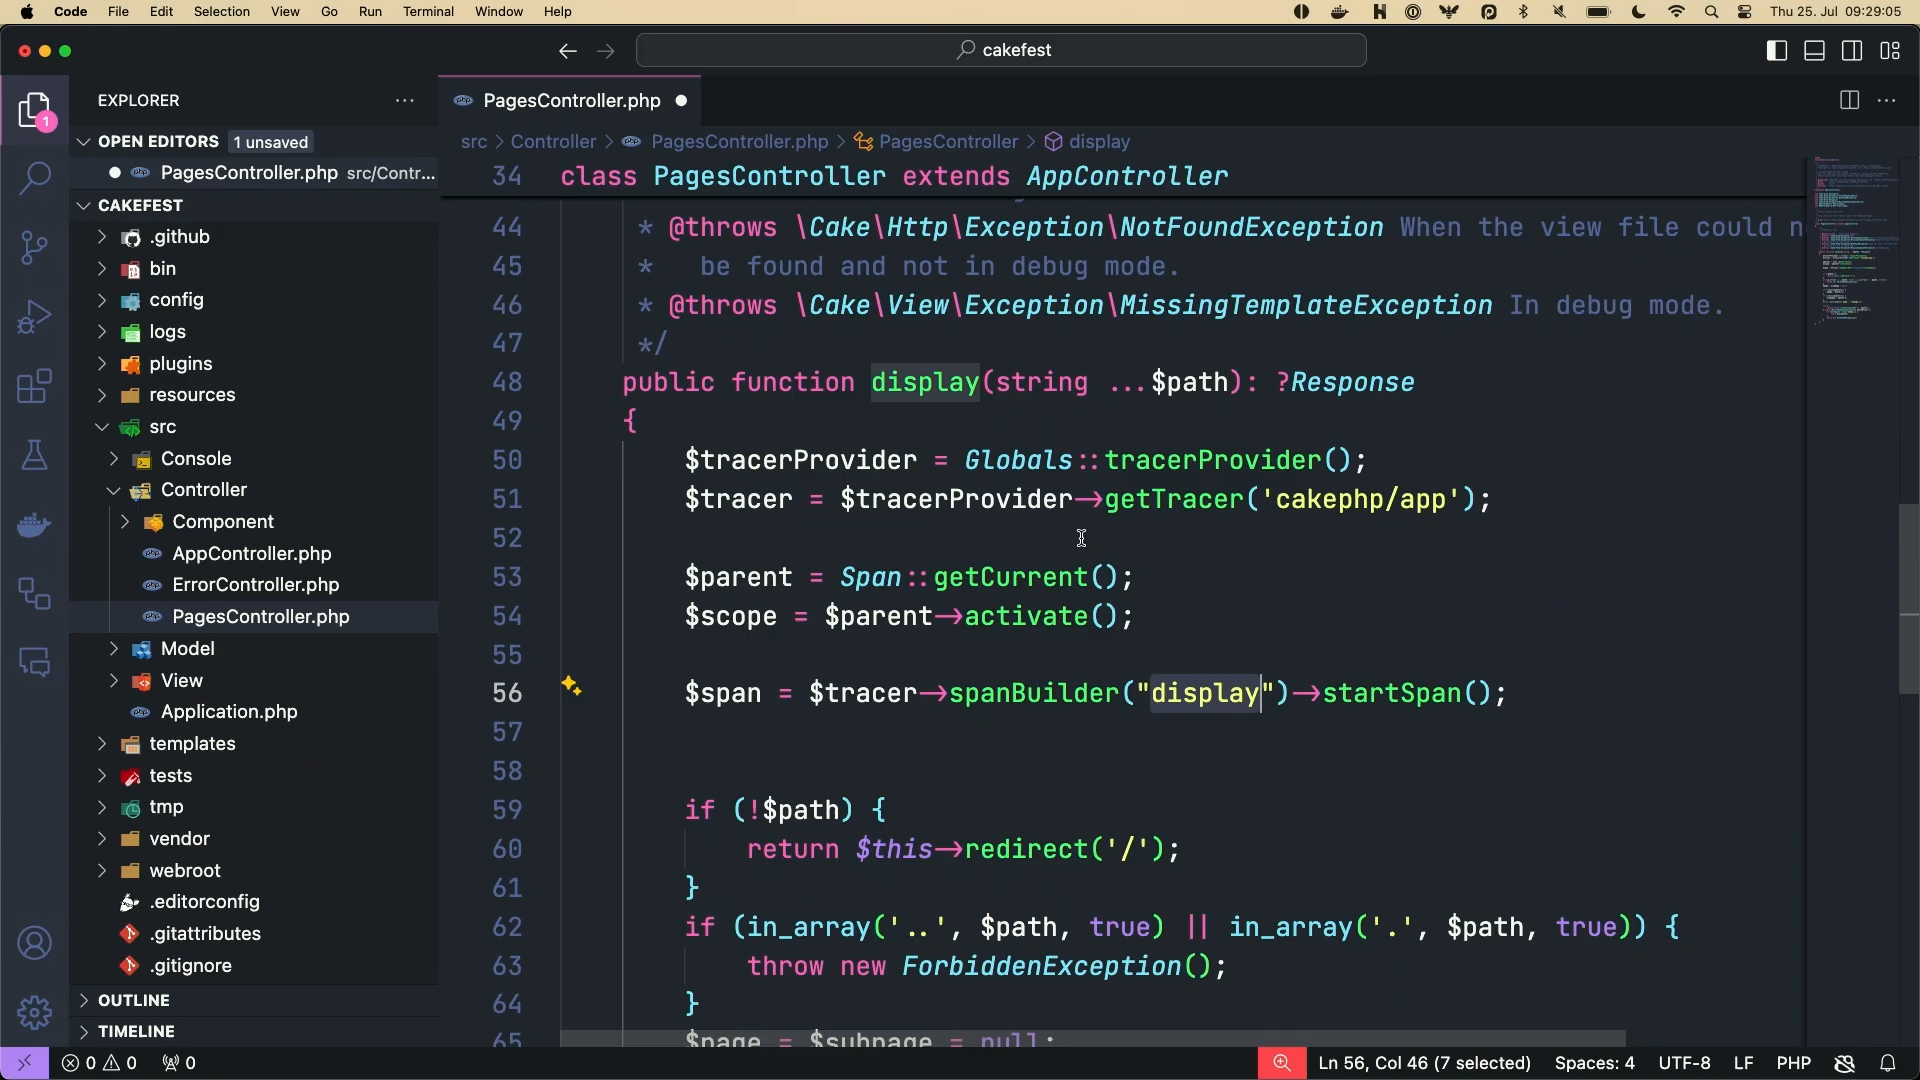 Code File Edit Selection View Go Run Terminal Window Help Thu 25. Jul 09:29:05
cakefest
EXPLORER
OPEN EDITORS 1 unsaved
PagesController.php src/Contr...
CAKEFEST
.github
bin
config
logs
plugins
resources
src
Console
Controller
Component
AppController.php
ErrorController.php
PagesController.php
Model
View
Application.php
templates
tests
tmp
vendor
webroot
.editorconfig
.gitattributes
.gitignore
OUTLINE
TIMELINE
1
PagesController.php
src > Controller > PagesController.php > PagesController > display
34 class PagesController extends AppController
44 * @throws \Cake\Http\Exception\NotFoundException When the view file could n
45 * be found and not in debug mode.
46 * @throws \Cake\View\Exception\MissingTemplateException In debug mode.
47 */
48 public function display(string ...$path): ?Response
49 {
50 $tracerProvider = Globals::tracerProvider();
51 $tracer = $tracerProvider->getTracer('cakephp/app');
52
53 $parent = Span::getCurrent();
54 $scope = $parent->activate();
55
56 $span = $tracer->spanBuilder("display")->startSpan();
57
58
59 if (!$path) {
60 return $this->redirect('/');
61 }
62 if (in_array('..', $path, true) || in_array('.', $path, true)) {
63 throw new ForbiddenException();
64 }
65 $page = $subpage = null;
0 0 0 Ln 56, Col 46 (7 selected) Spaces: 4 UTF-8 LF PHP